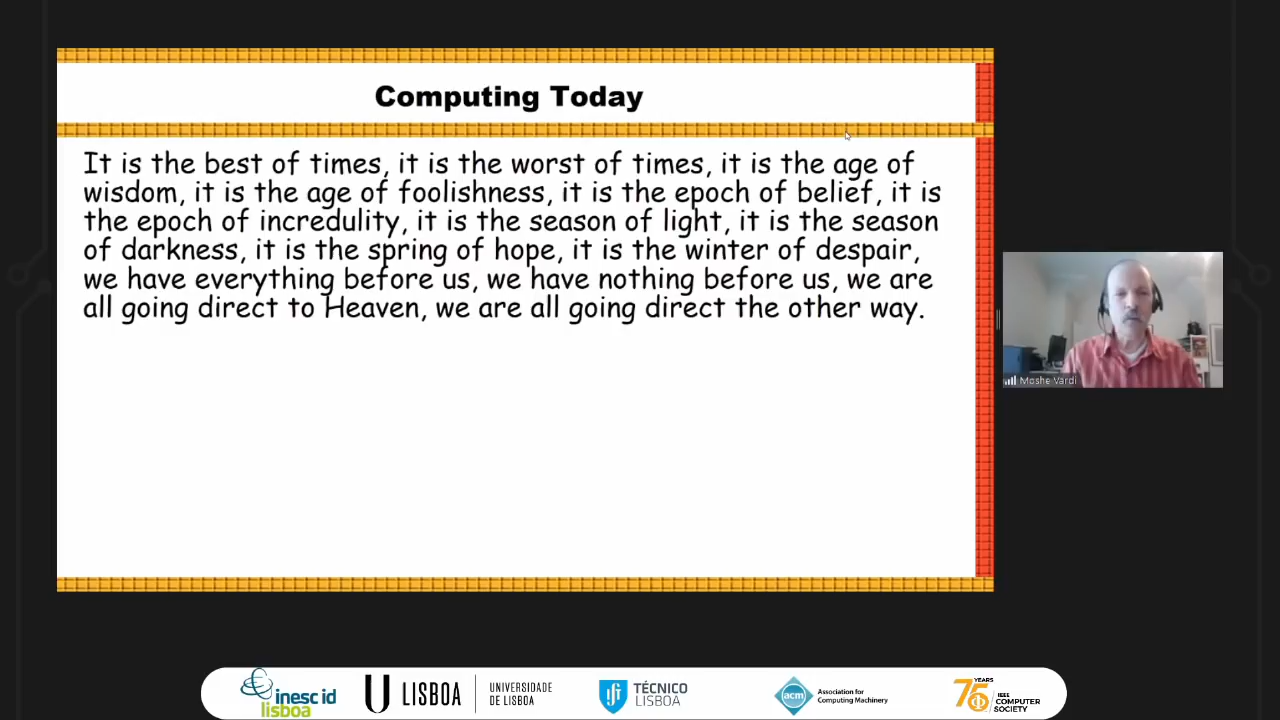 Computing Today
It is the best of times, it is the worst of times, it is the age of
wisdom, it is the age of foolishness, it is the epoch of belief, it is
the epoch of incredulity, it is the season of light, it is the season
of darkness, it is the spring of hope, it is the winter of despair,
we have everything before us, we have nothing before us, we are
all going direct to Heaven, we are all going direct the other way.
Moshe Vardi
inesc id
lisboa
LISBOA
UNIVERSIDADE
DE LISBOA
TÉCNICO
LISBOA
acm
Association for
Computing Machinery
75
YEARS
IEEE
COMPUTER
SOCIETY